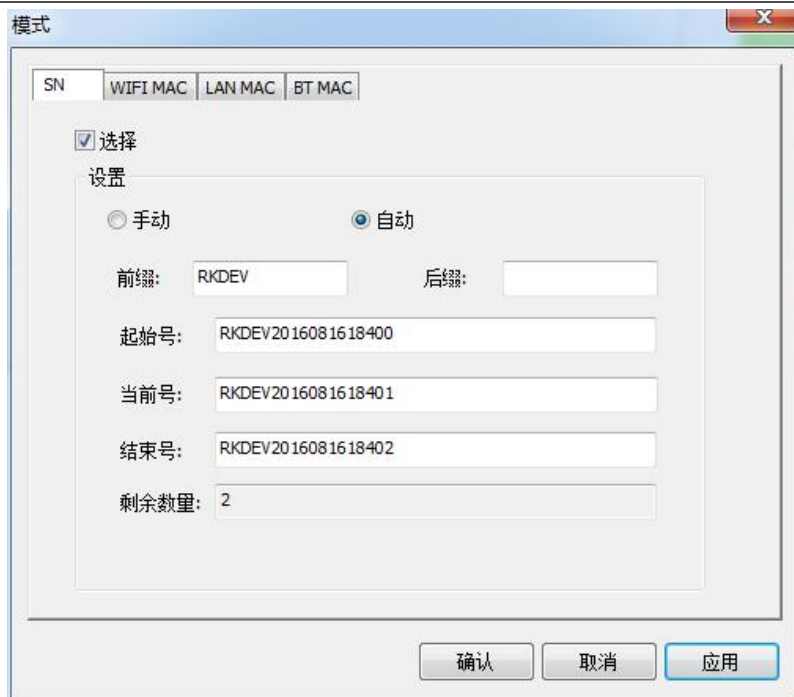 模式
SN WIFI MAC LAN MAC BT MAC
选择
设置
手动 自动
前缀: RKDEV 后缀:
起始号: RKDEV2016081618400
当前号: RKDEV2016081618401
结束号: RKDEV2016081618402
剩余数量: 2
确认 取消 应用